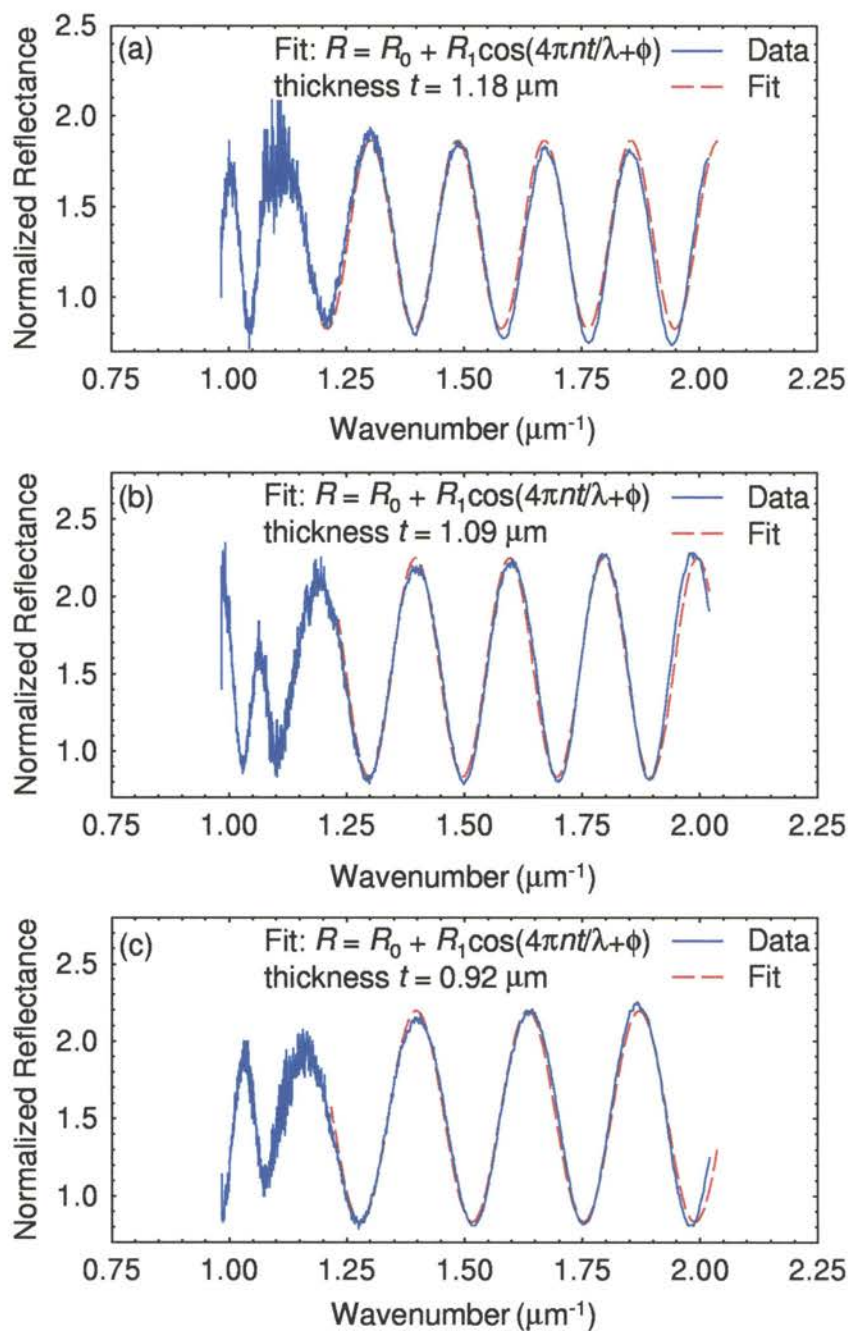 (a)
Fit: R = R₀ + R₁cos(4πnt/λ+ϕ)
thickness t = 1.18 μm
Data
Fit
Normalized Reflectance
2.5
2.0
1.5
1.0
0.75 1.00 1.25 1.50 1.75 2.00 2.25
Wavenumber (μm⁻¹)
(b)
Fit: R = R₀ + R₁cos(4πnt/λ+ϕ)
thickness t = 1.09 μm
Data
Fit
Normalized Reflectance
2.5
2.0
1.5
1.0
0.75 1.00 1.25 1.50 1.75 2.00 2.25
Wavenumber (μm⁻¹)
(c)
Fit: R = R₀ + R₁cos(4πnt/λ+ϕ)
thickness t = 0.92 μm
Data
Fit
Normalized Reflectance
2.5
2.0
1.5
1.0
0.75 1.00 1.25 1.50 1.75 2.00 2.25
Wavenumber (μm⁻¹)